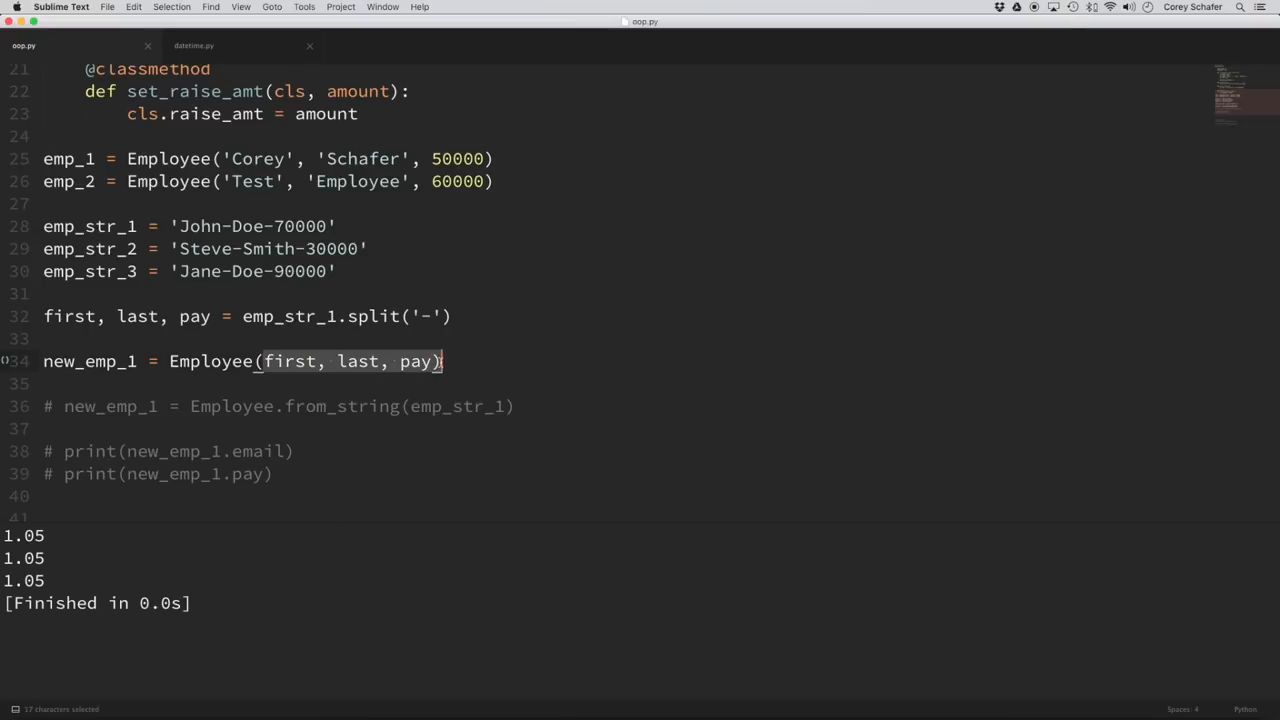 Sublime Text File Edit Selection Find View Goto Tools Project Window Help Corey Schafer
oop.py
oop.py datetime.py
21 @classmethod
22 def set_raise_amt(cls, amount):
23 cls.raise_amt = amount
24
25 emp_1 = Employee('Corey', 'Schafer', 50000)
26 emp_2 = Employee('Test', 'Employee', 60000)
27
28 emp_str_1 = 'John-Doe-70000'
29 emp_str_2 = 'Steve-Smith-30000'
30 emp_str_3 = 'Jane-Doe-90000'
31
32 first, last, pay = emp_str_1.split('-')
33
34 new_emp_1 = Employee(first, last, pay)
35
36 # new_emp_1 = Employee.from_string(emp_str_1)
37
38 # print(new_emp_1.email)
39 # print(new_emp_1.pay)
40
41
1.05
1.05
1.05
[Finished in 0.0s]
17 characters selected Spaces: 4 Python